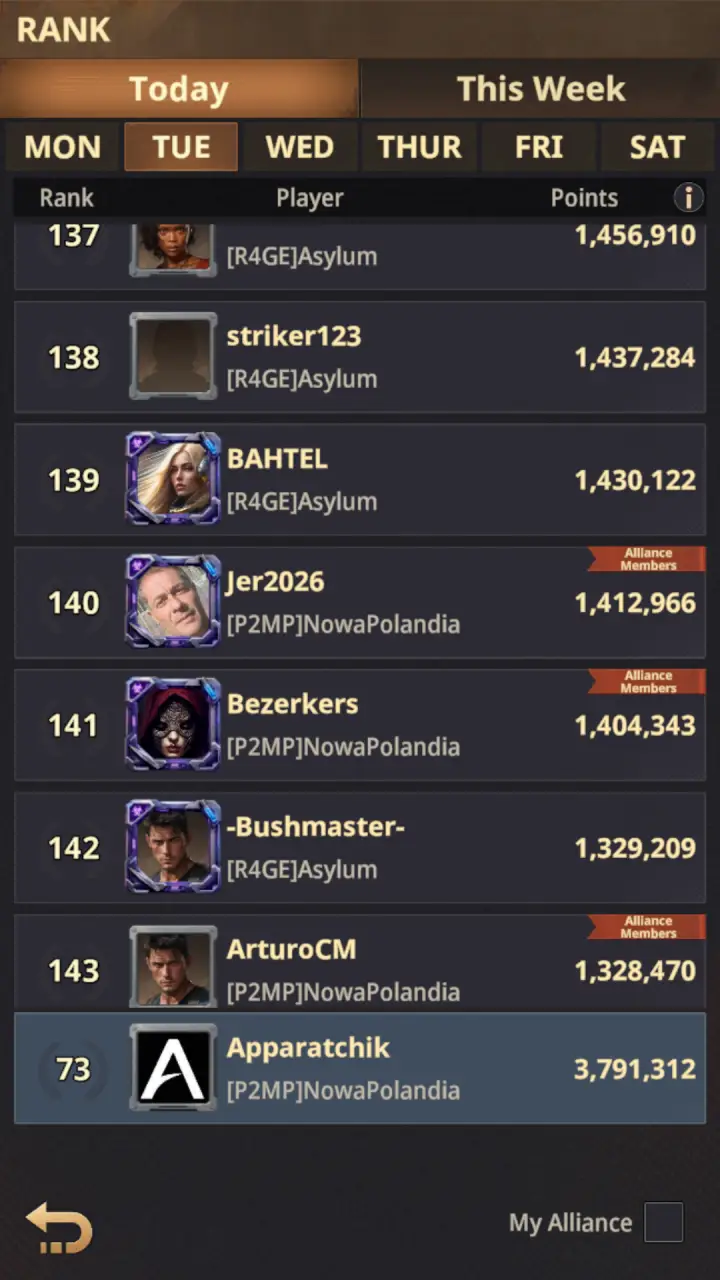 RANK
Today
This Week
MON
TUE
WED
THUR
FRI
SAT
Rank
Player
Points
i
137
[R4GE]Asylum
1,456,910
138
striker123
[R4GE]Asylum
1,437,284
139
BAHTEL
[R4GE]Asylum
1,430,122
140
Jer2026
[P2MP]NowaPolandia
Alliance
Members
1,412,966
141
Bezerkers
[P2MP]NowaPolandia
Alliance
Members
1,404,343
142
-Bushmaster-
[R4GE]Asylum
1,329,209
143
ArturoCM
[P2MP]NowaPolandia
Alliance
Members
1,328,470
73
A
Apparatchik
[P2MP]NowaPolandia
3,791,312
My Alliance